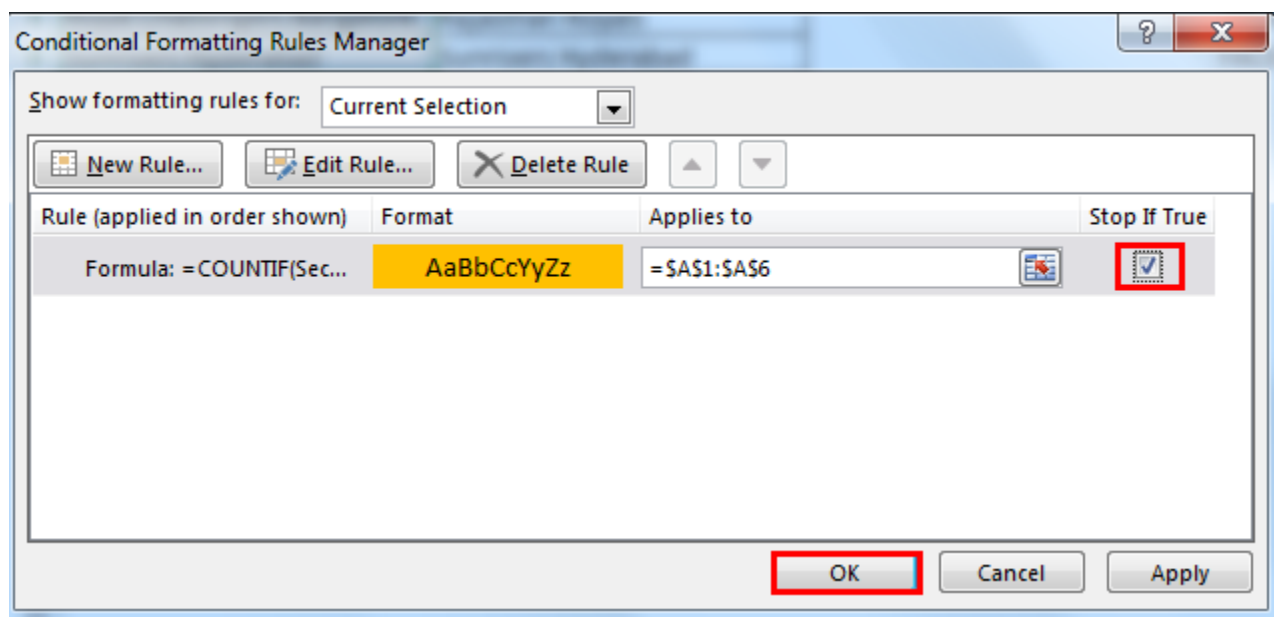 Conditional Formatting Rules Manager
?
Show formatting rules for: Current Selection
New Rule... Edit Rule... Delete Rule
Rule (applied in order shown) Format Applies to Stop If True
Formula: =COUNTIF(Sec... AaBbCcYyZz =$A$1:$A$6
OK Cancel Apply